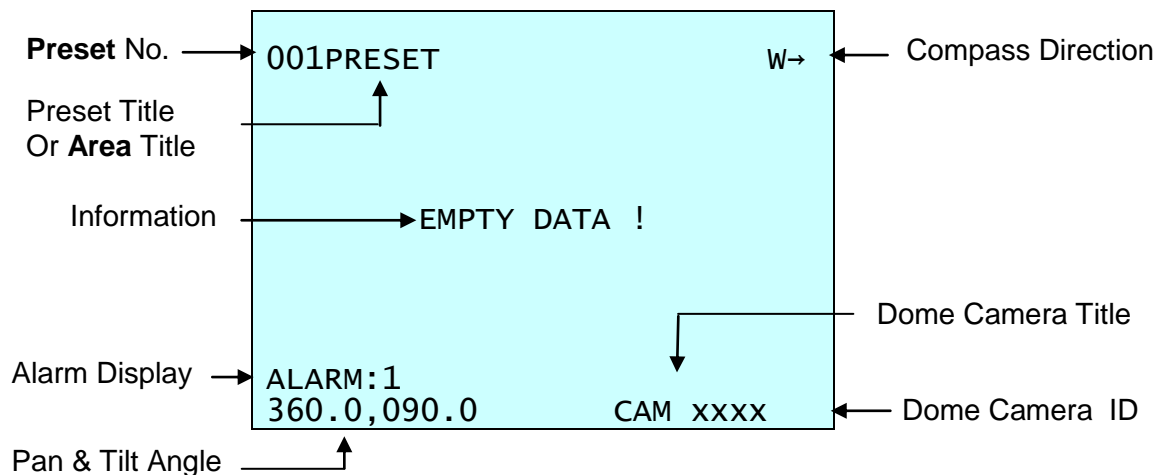 Preset No.
001PRESET
W→
Compass Direction
Preset Title
Or Area Title
Information
EMPTY DATA !
Dome Camera Title
Alarm Display
ALARM:1
360.0,090.0
CAM xxxx
Dome Camera ID
Pan & Tilt Angle